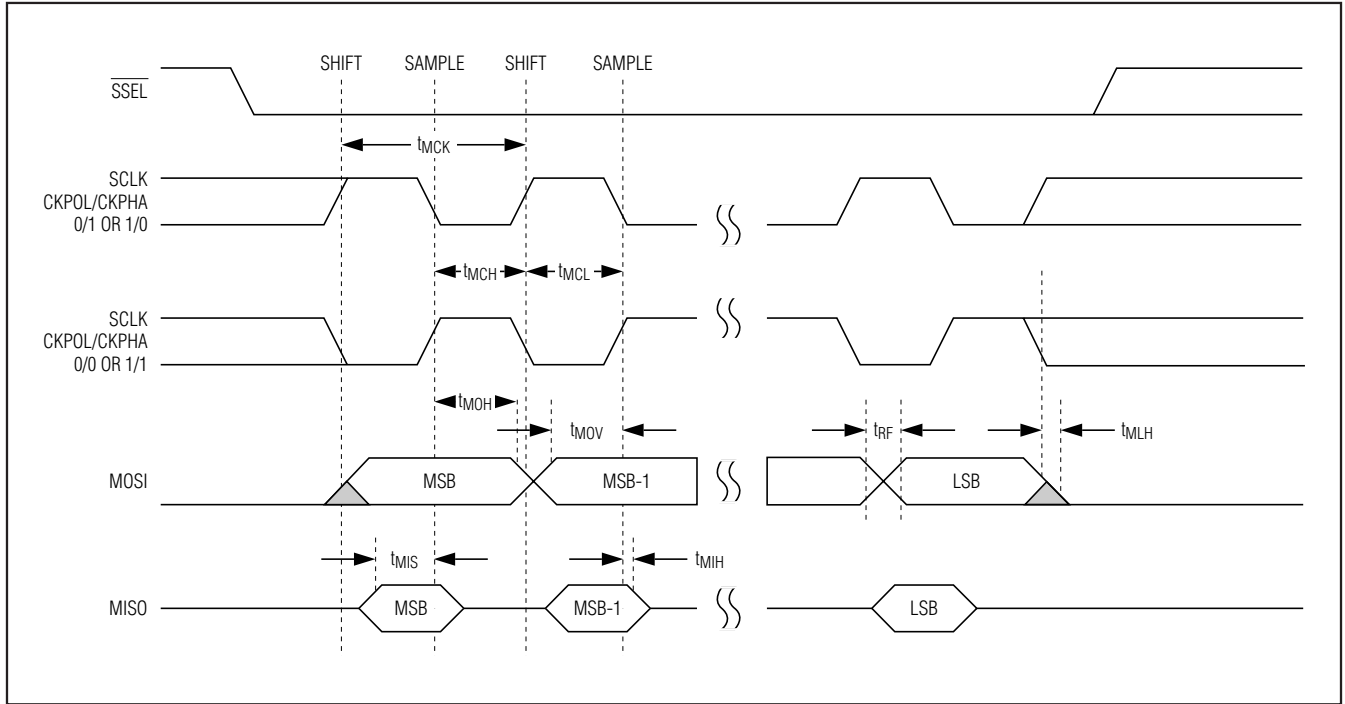 SHIFT SAMPLE SHIFT SAMPLE
SSEL
tMCK
SCLK
CKPOL/CKPHA
0/1 OR 1/0
tMCH tMCL
SCLK
CKPOL/CKPHA
0/0 OR 1/1
tMOH
tMOV tRF tMLH
MOSI MSB MSB-1 LSB
tMIS tMIH
MISO MSB MSB-1 LSB